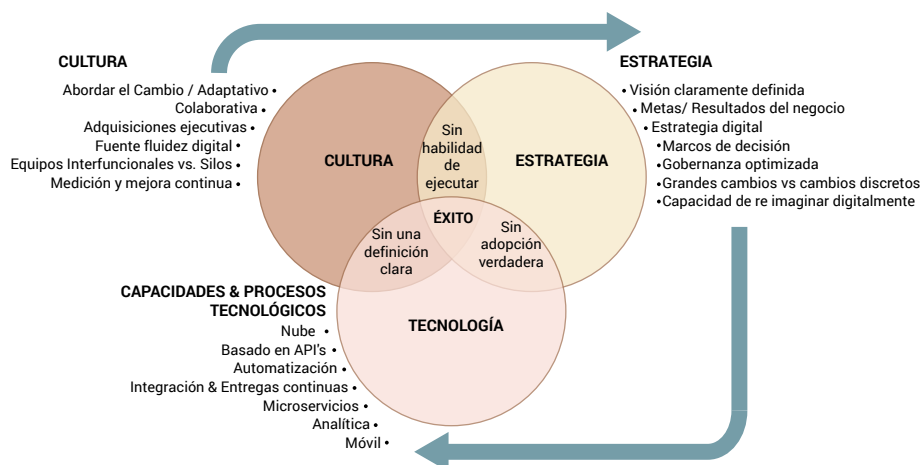 CULTURA
Abordar el Cambio / Adaptativo •
Colaborativa •
Adquisiciones ejecutivas •
Fuente fluidez digital •
Equipos Interfuncionales vs. Silos •
Medición y mejora continua •
ESTRATEGIA
• Visión claramente definida
• Metas/ Resultados del negocio
• Estrategia digital
•Marcos de decisión
•Gobernanza optimizada
•Grandes cambios vs cambios discretos
•Capacidad de re imaginar digitalmente
CULTURA
Sin
habilidad
de
ejecutar
ESTRATEGIA
ÉXITO
Sin una
definición
clara
Sin
adopción
verdadera
TECNOLOGÍA
CAPACIDADES & PROCESOS
TECNOLÓGICOS
Nube •
Basado en API's •
Automatización •
Integración & Entregas continuas •
Microservicios •
Analítica •
Móvil •